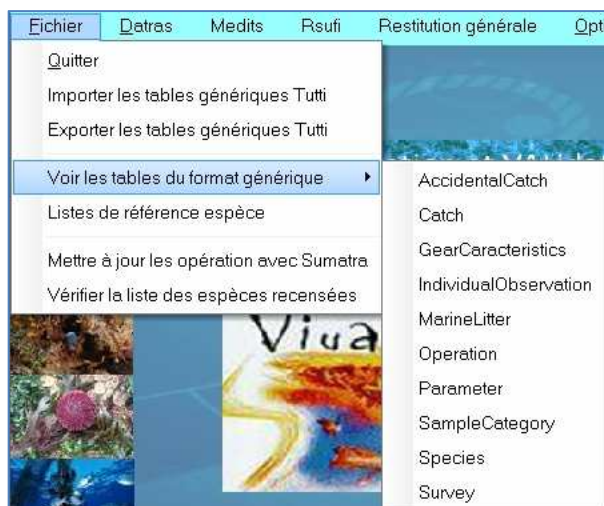 Fichier Datras Medits Rsufi Restitution générale Opt
Quitter
Importer les tables génériques Tutti
Exporter les tables génériques Tutti
Voir les tables du format générique
Listes de référence espèce
Mettre à jour les opération avec Sumatra
Vérifier la liste des espèces recensées
AccidentalCatch
Catch
GearCaracteristics
IndividualObservation
MarineLitter
Operation
Parameter
SampleCategory
Species
Survey